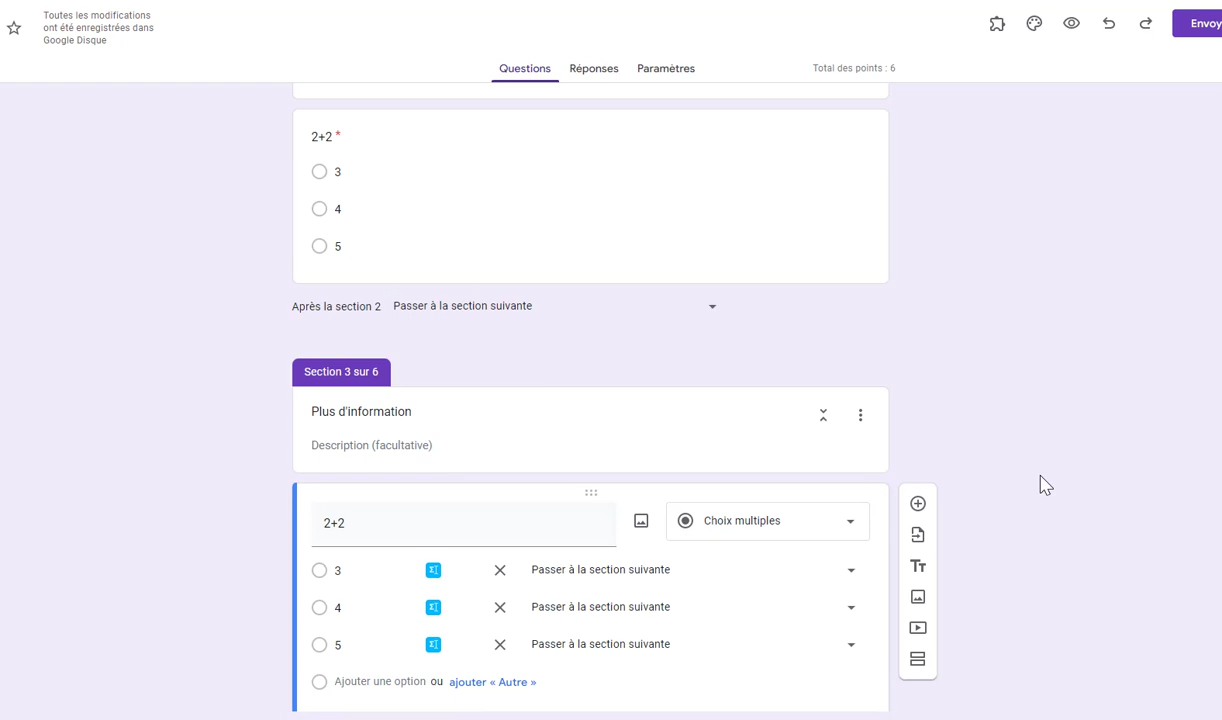 Toutes les modifications
ont été enregistrées dans
Google Disque
Envoy
Questions Réponses Paramètres Total des points : 6
2+2 *
3
4
5
Après la section 2 Passer à la section suivante
Section 3 sur 6
Plus d'information
Description (facultative)
2+2 Choix multiples
3 Passer à la section suivante
4 Passer à la section suivante
5 Passer à la section suivante
Ajouter une option ou ajouter « Autre »